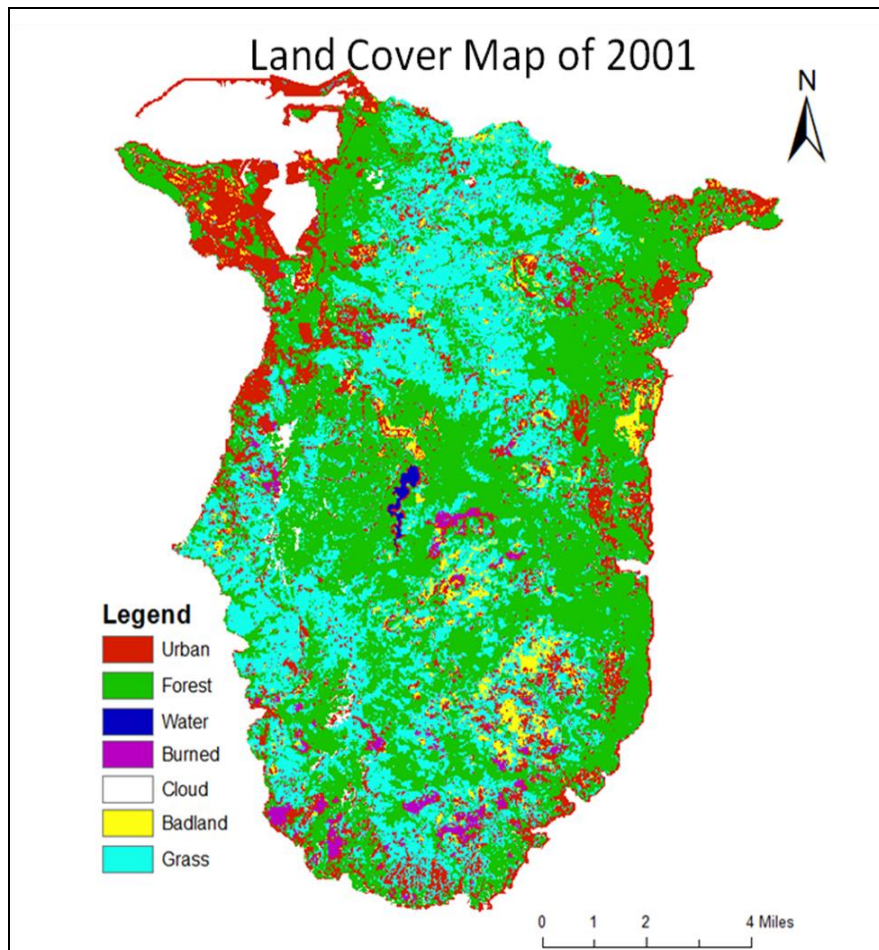 Land Cover Map of 2001
N
Legend
Urban
Forest
Water
Burned
Cloud
Badland
Grass
0 1 2 4 Miles